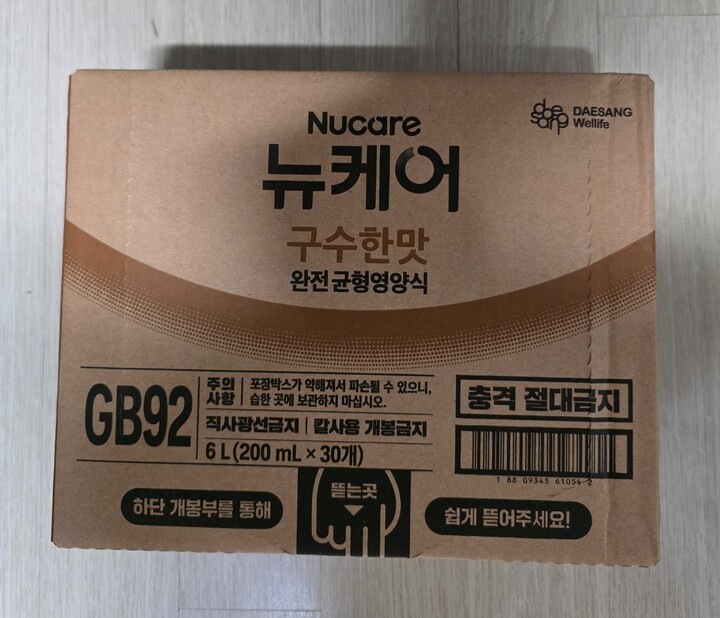 Nucare
뉴케어
구수한맛
완전 균형영양식
daesang
DAESANG
Wellife
GB92
주의
사항
포장박스가 약해져서 파손될 수 있으니,
습한 곳에 보관하지 마십시오.
직사광선금지 | 칼사용 개봉금지
6 L (200 mL × 30개)
충격 절대금지
1 88 09345 61054 2
하단 개봉부를 통해
뜯는곳
쉽게 뜯어주세요!